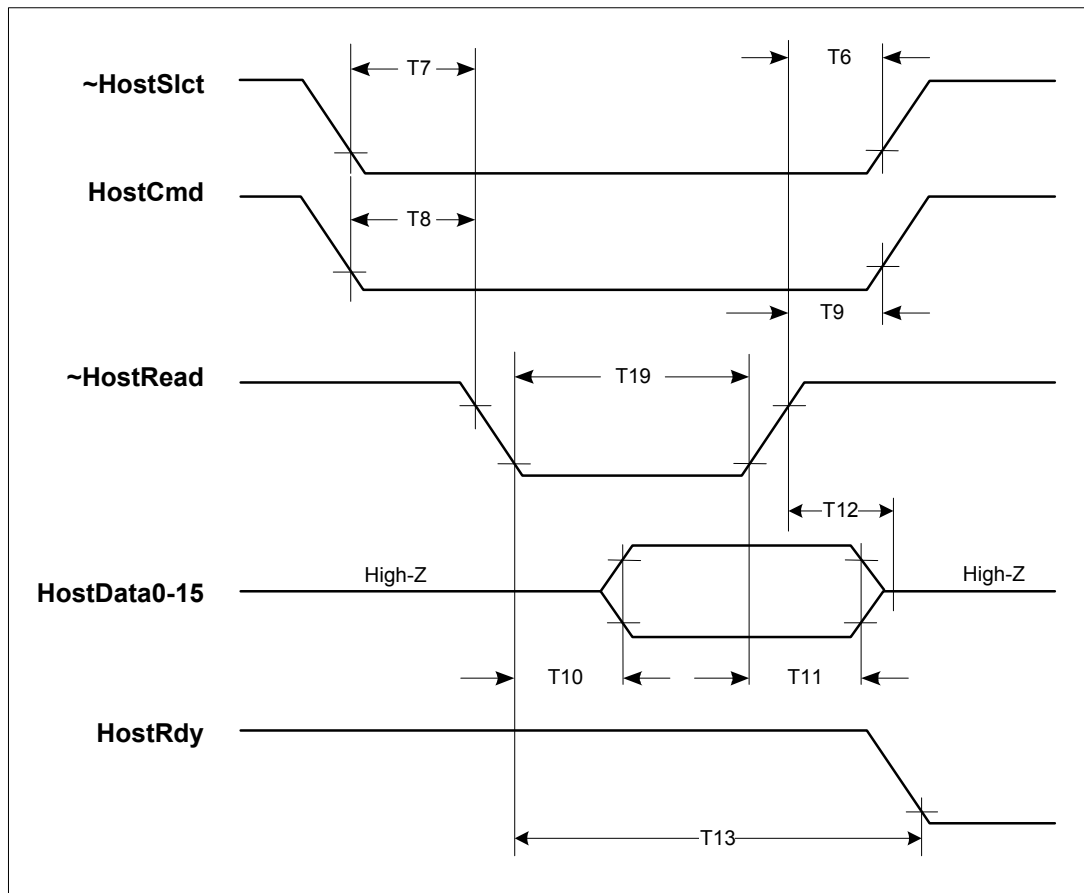 T7
T6
~HostSlct
HostCmd
T8
T9
~HostRead
T19
T12
High-Z
High-Z
HostData0-15
T10
T11
HostRdy
T13